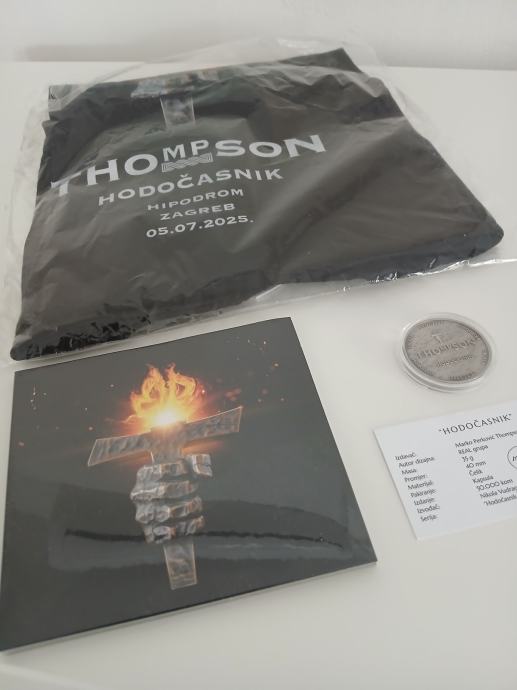 THOMPSON
HODOČASNIK
HIPODROM
ZAGREB
05.07.2025.
THOMPSON
"HODOČASNIK"
Izdavač: Marko Perković Thompson
Autor dizajna: REAL grupa
Masa: 35 g
Promjer: 40 mm
Materijal: Čelik
Pakiranje: Kapsula
Izdanje: 50.000 kom
Izvođač: Nikola Vudrag
Serija: "Hodočasnik